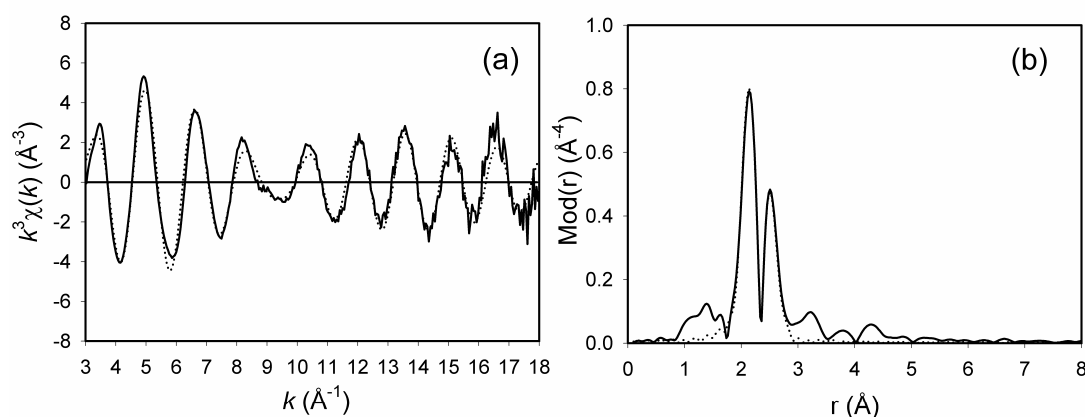 (a)
k³χ(k) (Å⁻³)
8
6
4
2
0
-2
-4
-6
-8
3 4 5 6 7 8 9 10 11 12 13 14 15 16 17 18
k (Å⁻¹)
(b)
Mod(r) (Å⁻⁴)
1.0
0.8
0.6
0.4
0.2
0.0
0 1 2 3 4 5 6 7 8
r (Å)